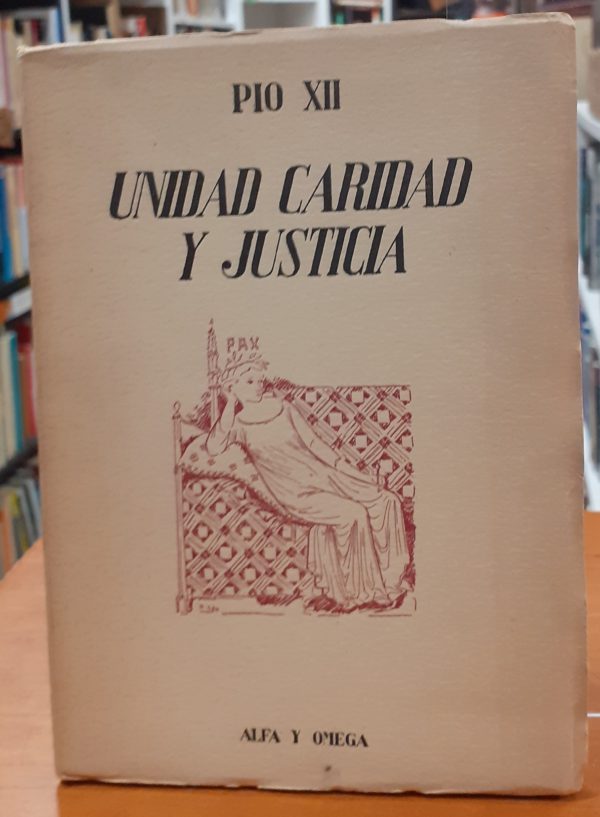 PIO XII
UNIDAD CARIDAD
Y JUSTICIA
PAX
ALFA Y OMEGA